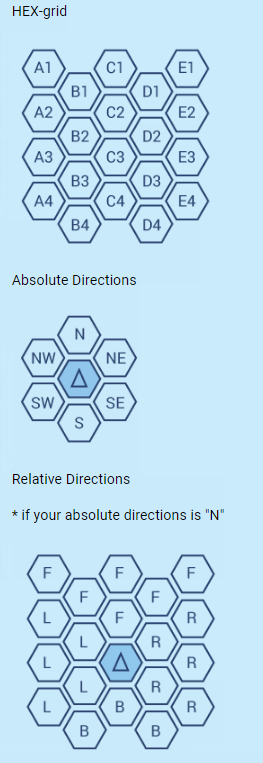 HEX-grid
A1 C1 E1
B1 D1
A2 C2 E2
B2 D2
A3 C3 E3
B3 D3
A4 C4 E4
B4 D4
Absolute Directions
N
NW NE
Δ
SW SE
S
Relative Directions
* if your absolute directions is "N"
F F F
F F
L F R
L R
L Δ R
L R
L B R
B B